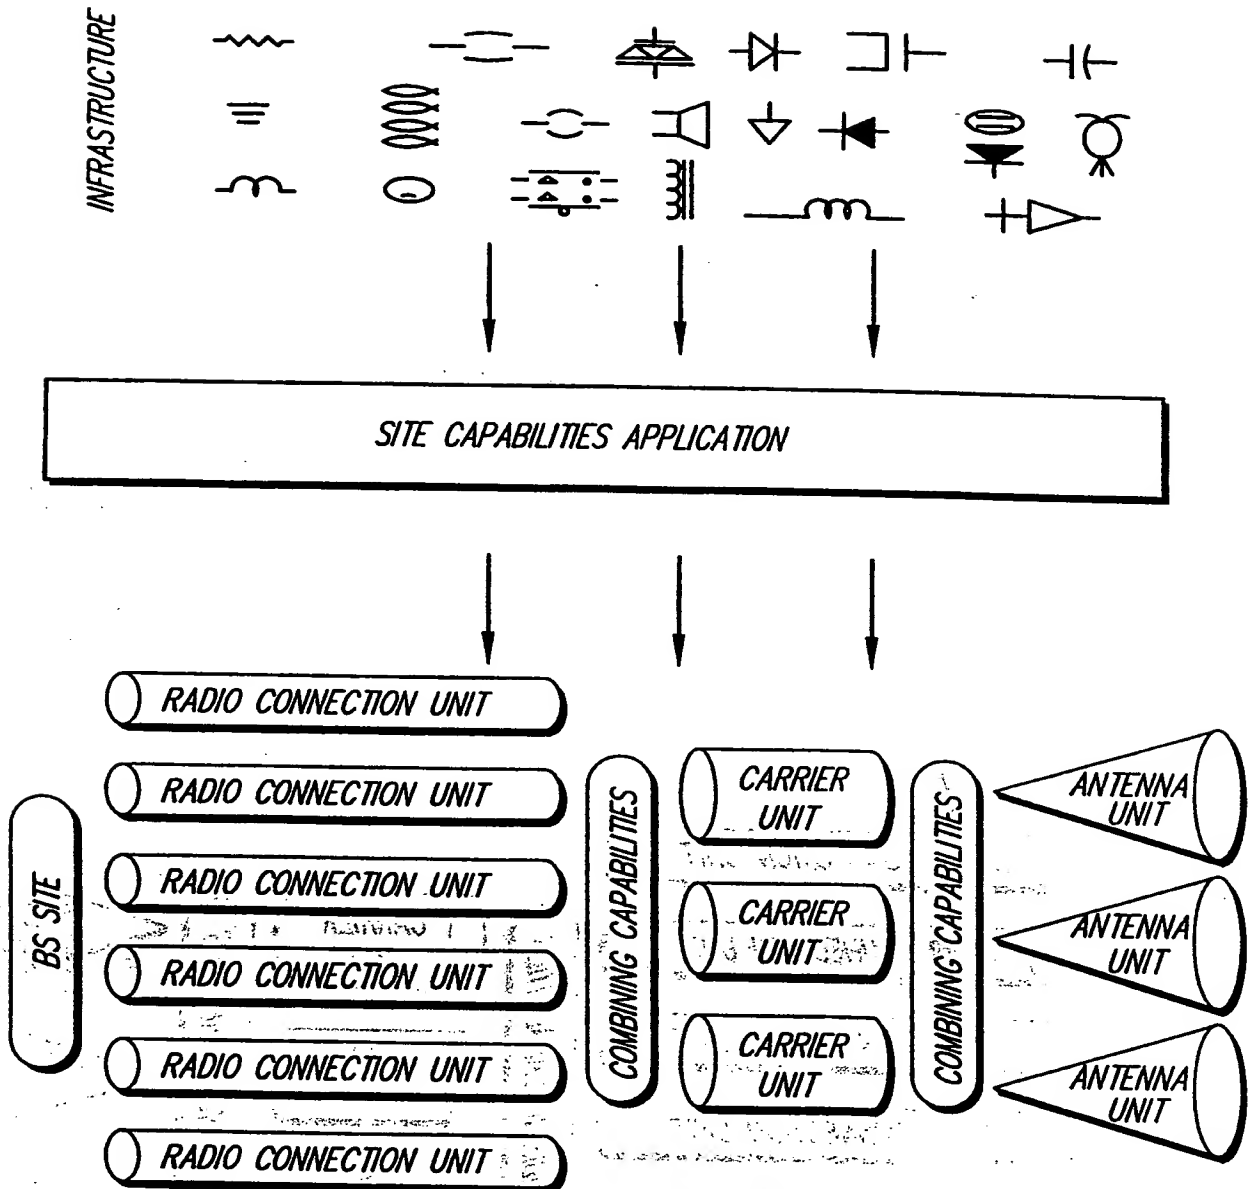 INFRASTRUCTURE
SITE CAPABILITIES APPLICATION
RADIO CONNECTION UNIT
RADIO CONNECTION UNIT
RADIO CONNECTION UNIT
RADIO CONNECTION UNIT
RADIO CONNECTION UNIT
RADIO CONNECTION UNIT
BS SITE
COMBINING CAPABILITIES
CARRIER
UNIT
CARRIER
UNIT
CARRIER
UNIT
COMBINING CAPABILITIES
ANTENNA
UNIT
ANTENNA
UNIT
ANTENNA
UNIT